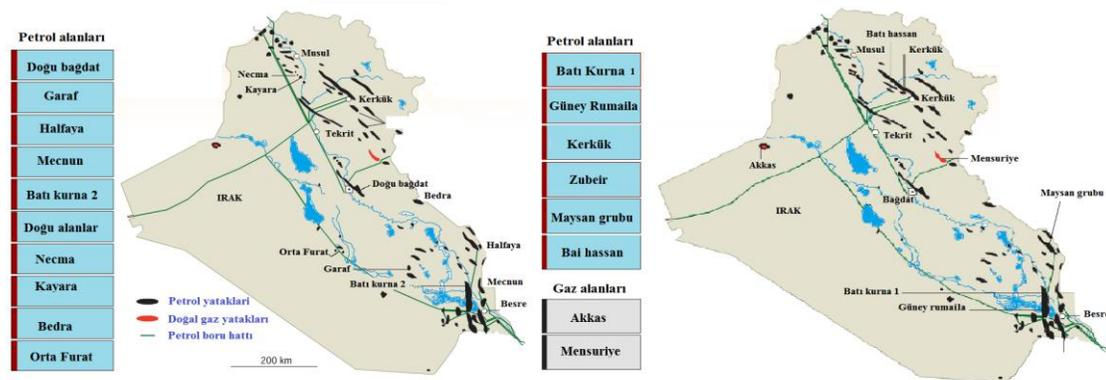 Petrol alanları
Doğu bağdat
Garaf
Halfaya
Mecnun
Batı kurna 2
Doğu alanlar
Necma
Kayara
Bedra
Orta Furat
Musul
Necma
Kayara
Kerkük
Tekrit
Doğu bağdat
Bedra
IRAK
Orta Furat
Garaf
Halfaya
Batı kurna 2
Mecnun
Besre
Petrol yataklari
Doğal gaz yatakları
Petrol boru hattı
200 km
Petrol alanları
Batı Kurna 1
Güney Rumaila
Kerkük
Zubeir
Maysan grubu
Bai hassan
Gaz alanları
Akkas
Mensuriye
Batı hassan
Musul
Kerkük
Kerkük
Tekrit
Akkas
Mensuriye
Bağdat
Maysan grubu
IRAK
Batı kurna 1
Güney rumaila
Besre